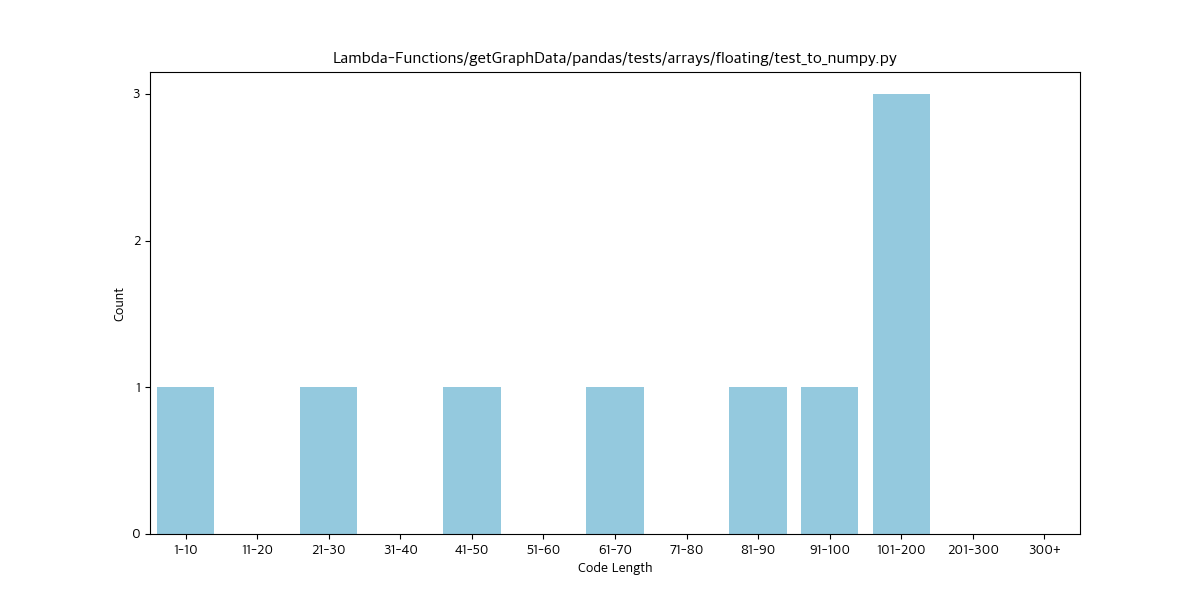 Lambda-Functions/getGraphData/pandas/tests/arrays/floating/test_to_numpy.py
3
2
1
0
Count
1-10 11-20 21-30 31-40 41-50 51-60 61-70 71-80 81-90 91-100 101-200 201-300 300+
Code Length